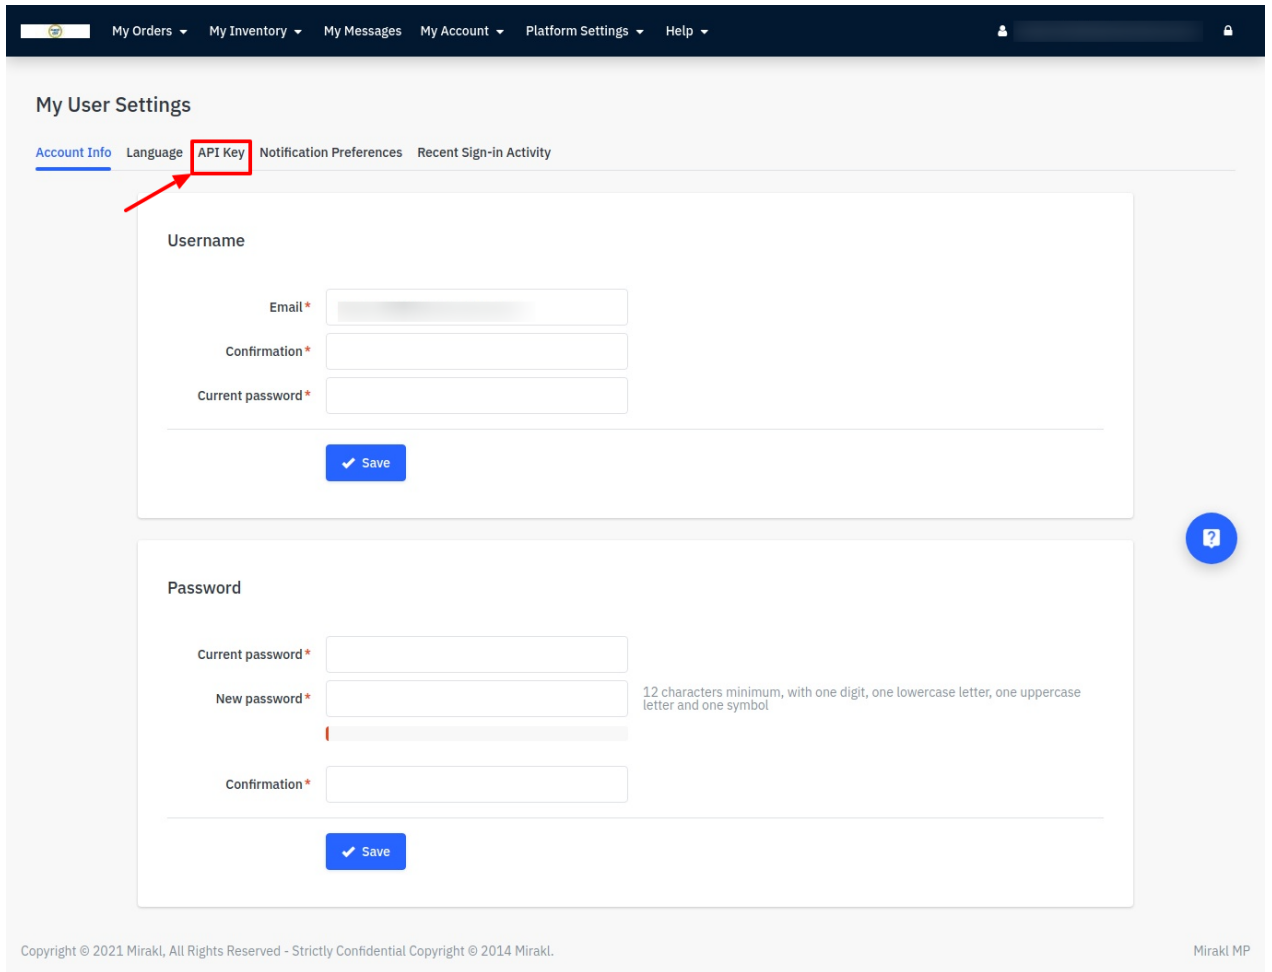 My Orders My Inventory My Messages My Account Platform Settings Help
My User Settings
Account Info Language API Key Notification Preferences Recent Sign-in Activity
Username
Email*
Confirmation*
Current password*
Save
Password
Current password*
New password*
12 characters minimum, with one digit, one lowercase letter, one uppercase
letter and one symbol
Confirmation*
Save
Copyright © 2021 Mirakl, All Rights Reserved - Strictly Confidential Copyright © 2014 Mirakl. Mirakl MP